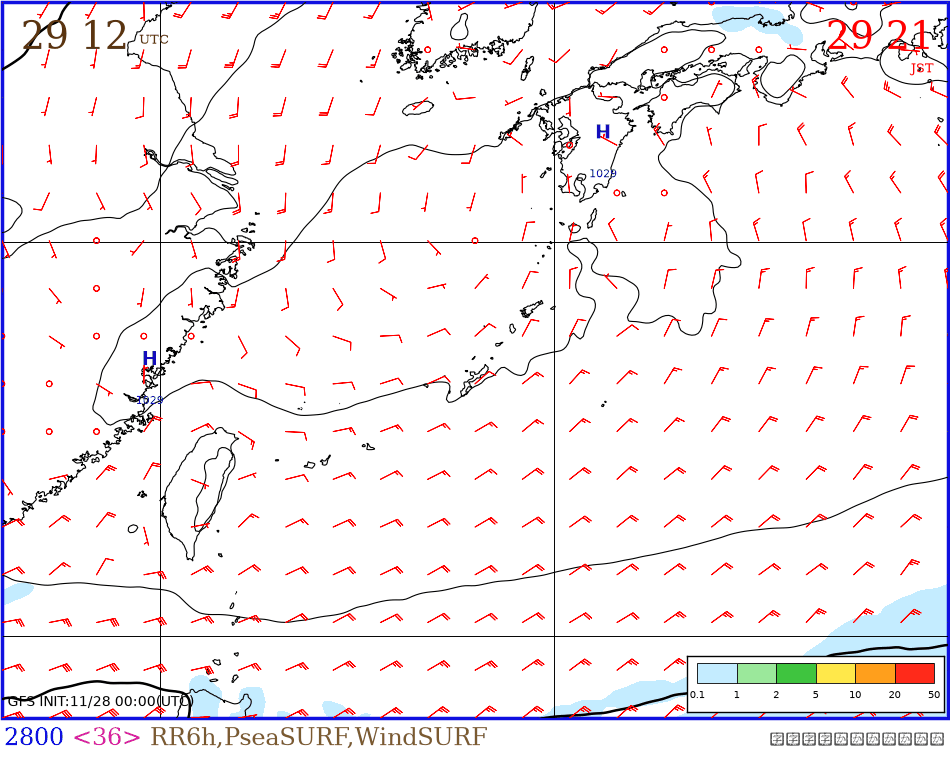 29 12 UTC
29 21
JST
H
1029
H
1029
0.1 1 2 5 10 20 50
GFS INIT:11/28 00:00(UTC)
2800 <36> RR6h,PseaSURF,WindSURF